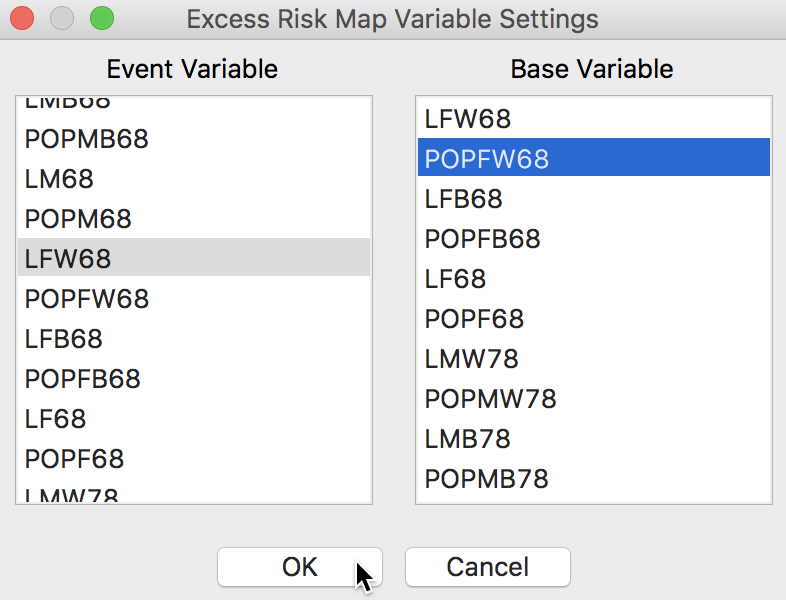 Excess Risk Map Variable Settings
Event Variable
LMB68
POPMB68
LM68
POPM68
LFW68
POPFW68
LFB68
POPFB68
LF68
POPF68
LMW78
Base Variable
LFW68
POPFW68
LFB68
POPFB68
LF68
POPF68
LMW78
POPMW78
LMB78
POPMB78
OK
Cancel